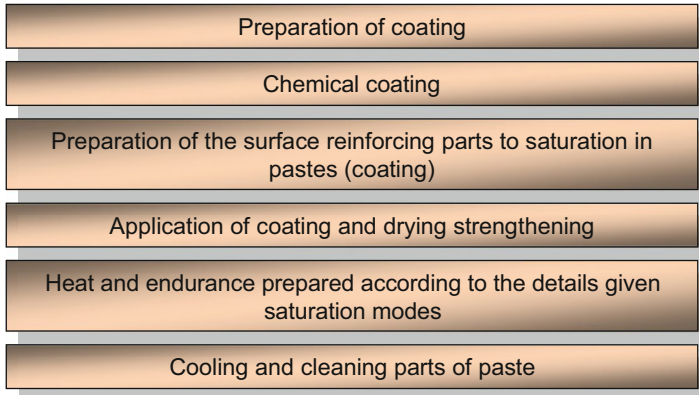 Preparation of coating
Chemical coating
Preparation of the surface reinforcing parts to saturation in
pastes (coating)
Application of coating and drying strengthening
Heat and endurance prepared according to the details given
saturation modes
Cooling and cleaning parts of paste